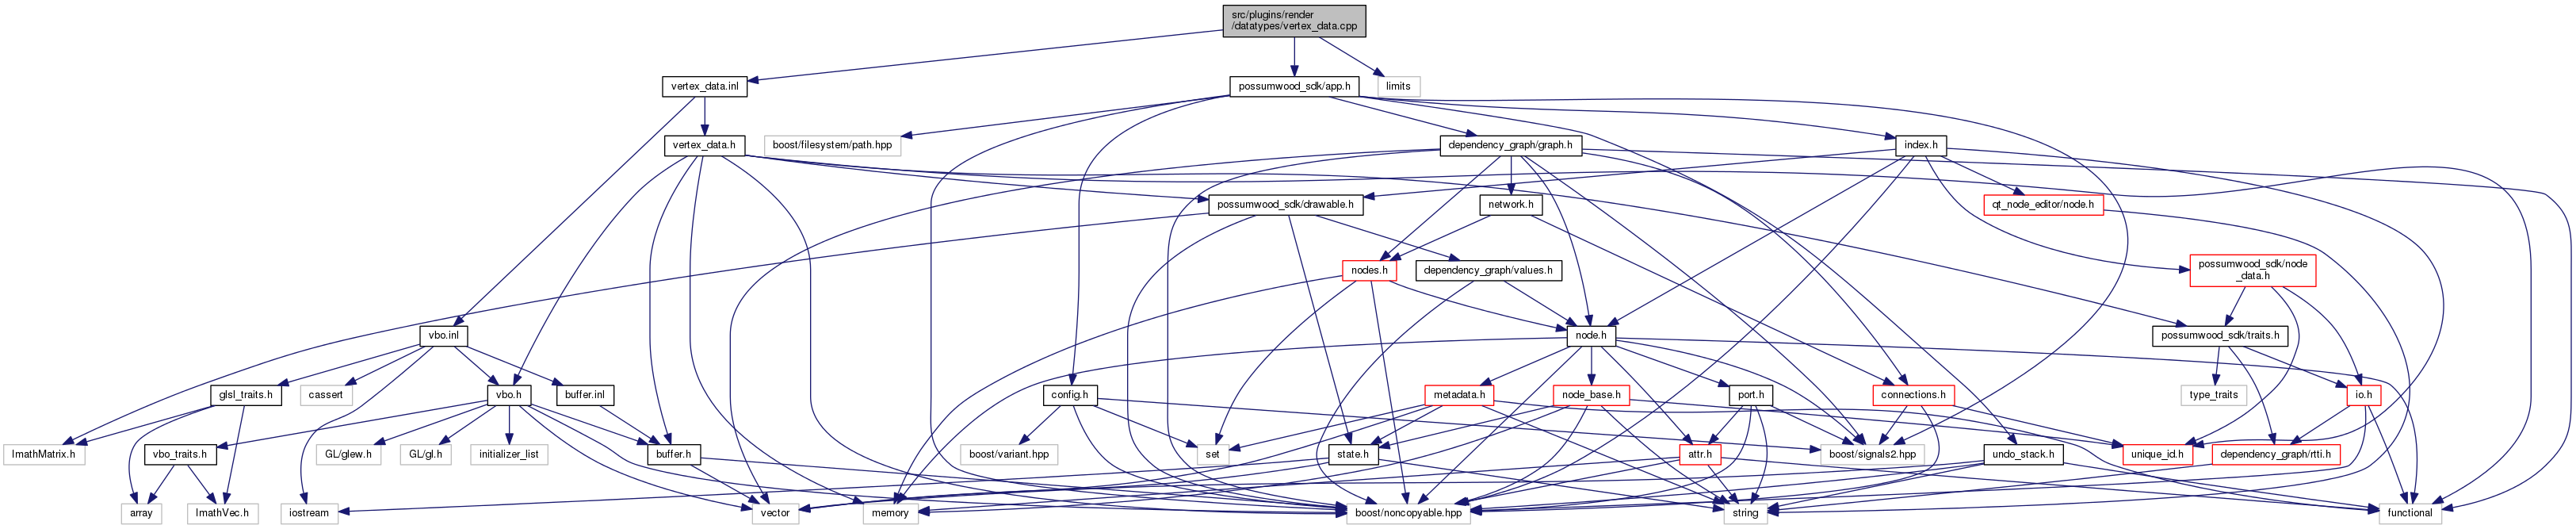 src/plugins/render
/datatypes/vertex_data.cpp
vertex_data.inl
possumwood_sdk/app.h
limits
vertex_data.h
boost/filesystem/path.hpp
dependency_graph/graph.h
index.h
possumwood_sdk/drawable.h
network.h
qt_node_editor/node.h
nodes.h
dependency_graph/values.h
possumwood_sdk/node
_data.h
vbo.inl
node.h
possumwood_sdk/traits.h
glsl_traits.h
cassert
vbo.h
buffer.inl
config.h
metadata.h
node_base.h
port.h
connections.h
type_traits
io.h
ImathMatrix.h
vbo_traits.h
GL/glew.h
GL/gl.h
initializer_list
buffer.h
boost/variant.hpp
set
state.h
attr.h
boost/signals2.hpp
undo_stack.h
unique_id.h
dependency_graph/rtti.h
array
ImathVec.h
iostream
vector
memory
boost/noncopyable.hpp
string
functional